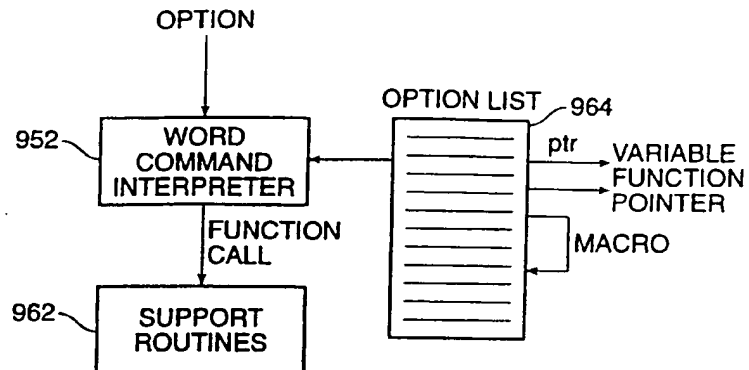 OPTION
952
WORD
COMMAND
INTERPRETER
FUNCTION
CALL
962
SUPPORT
ROUTINES
OPTION LIST
964
ptr
VARIABLE
FUNCTION
POINTER
MACRO